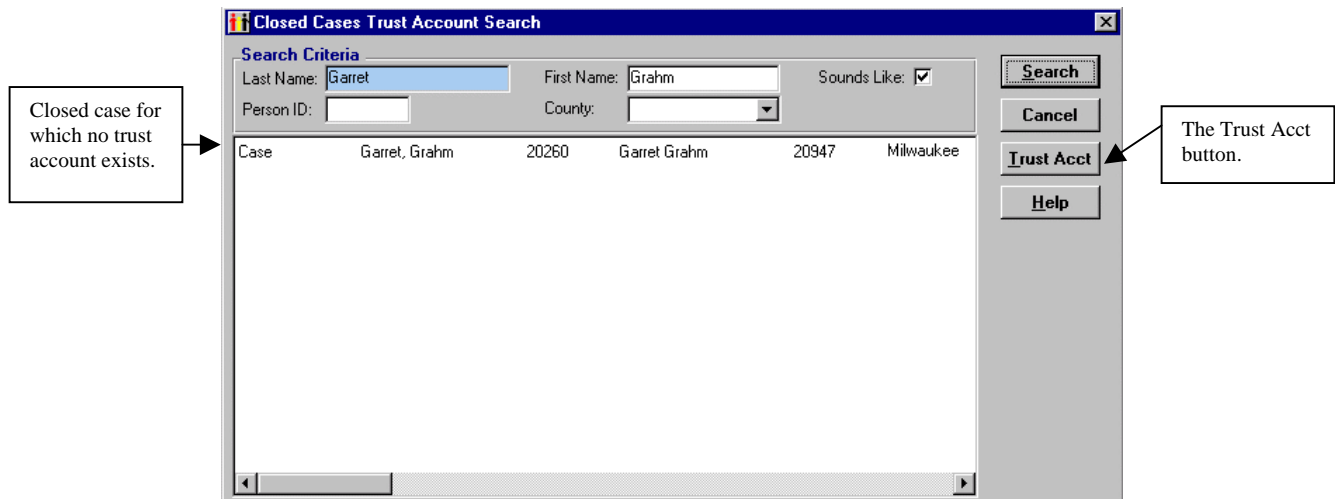 Closed Cases Trust Account Search
Search Criteria
Last Name: Garret First Name: Grahm Sounds Like:
Person ID: County:
Search
Cancel
Trust Acct
Help
Case Garret, Grahm 20260 Garret Grahm 20947 Milwaukee
Closed case for
which no trust
account exists.
The Trust Acct
button.